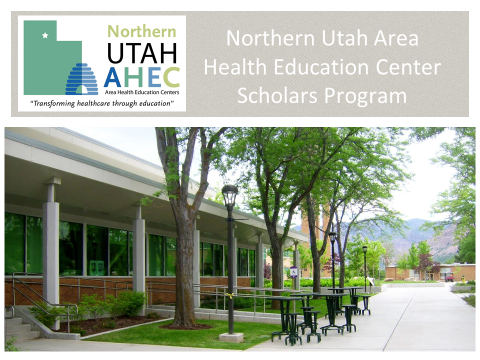 Northern
UTAH
AHEC
Area Health Education Centers
"Transforming healthcare through education"
Northern Utah Area
Health Education Center
Scholars Program